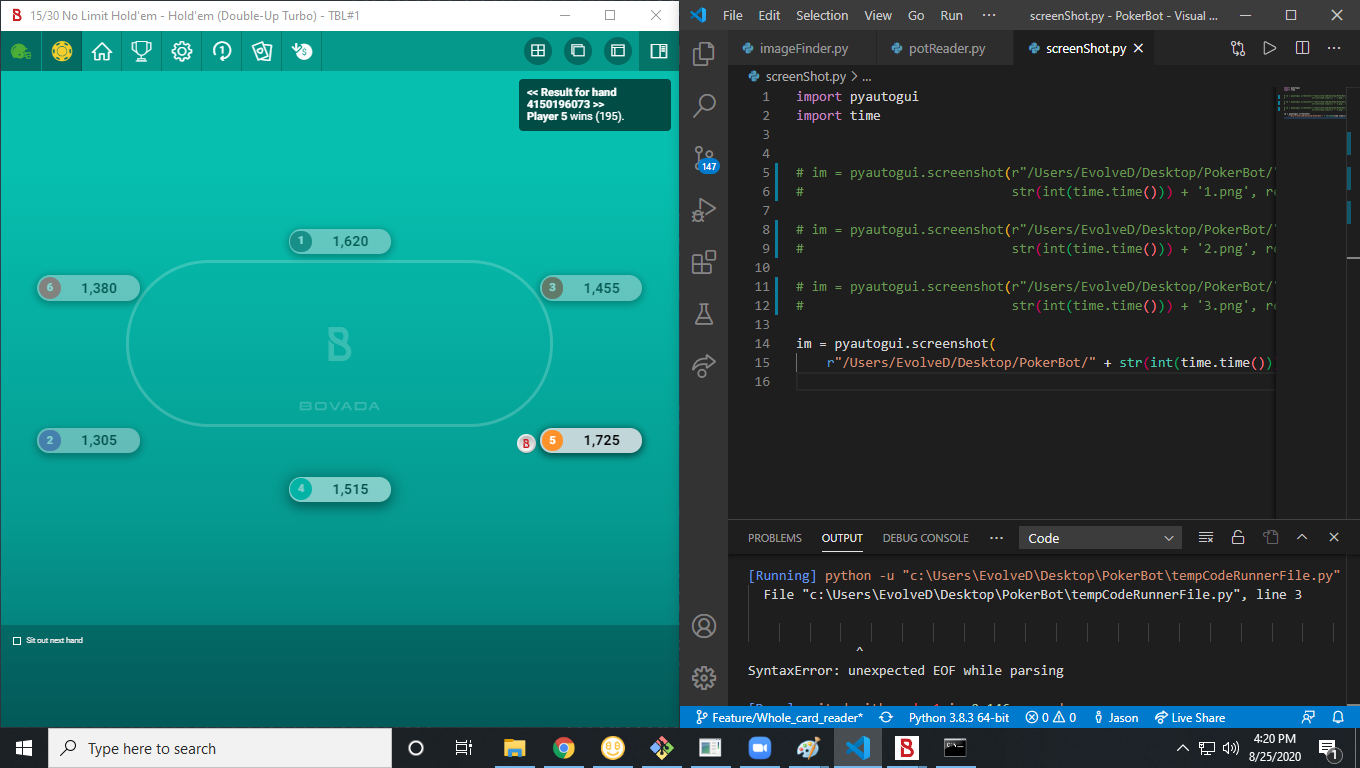 15/30 No Limit Hold'em - Hold'em (Double-Up Turbo) - TBL#1
<< Result for hand
4150196073 >>
Player 5 wins (195).
1 1,620
6 1,380
3 1,455
BOVADA
2 1,305
5 1,725
4 1,515
Sit out next hand
File Edit Selection View Go Run ··· screenShot.py - PokerBot - Visual ...
imageFinder.py potReader.py screenShot.py
screenShot.py > ...
1 import pyautogui
2 import time
3
4
5 # im = pyautogui.screenshot(r"/Users/EvolveD/Desktop/PokerBot/"
6 # str(int(time.time())) + '1.png', re
7
8 # im = pyautogui.screenshot(r"/Users/EvolveD/Desktop/PokerBot/"
9 # str(int(time.time())) + '2.png', re
10
11 # im = pyautogui.screenshot(r"/Users/EvolveD/Desktop/PokerBot/"
12 # str(int(time.time())) + '3.png', re
13
14 im = pyautogui.screenshot(
15 r"/Users/EvolveD/Desktop/PokerBot/" + str(int(time.time())
16
147
PROBLEMS OUTPUT DEBUG CONSOLE ··· Code
[Running] python -u "c:\Users\EvolveD\Desktop\PokerBot\tempCodeRunnerFile.py"
File "c:\Users\EvolveD\Desktop\PokerBot\tempCodeRunnerFile.py", line 3
^
SyntaxError: unexpected EOF while parsing
Feature/Whole_card_reader* Python 3.8.3 64-bit 0 0 Jason Live Share
Type here to search
4:20 PM
8/25/2020
1